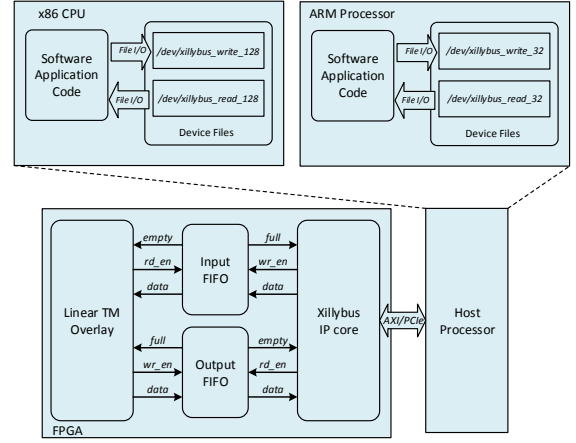 x86 CPU
Software
Application
Code
File I/O
File I/O
/dev/xillybus_write_128
/dev/xillybus_read_128
Device Files
ARM Processor
Software
Application
Code
File I/O
File I/O
/dev/xillybus_write_32
/dev/xillybus_read_32
Device Files
Linear TM
Overlay
empty
rd_en
data
full
wr_en
data
Input
FIFO
Output
FIFO
full
wr_en
data
empty
rd_en
data
Xillybus
IP core
AXI/PCIe
Host
Processor
FPGA